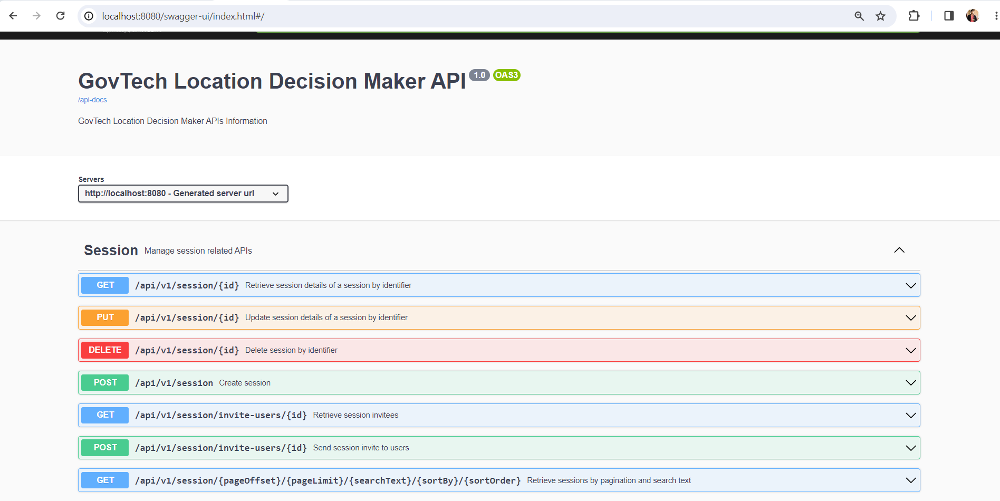 localhost:8080/swagger-ui/index.html#/
GovTech Location Decision Maker API 1.0 OAS3
/api-docs
GovTech Location Decision Maker APIs Information
Servers
http://localhost:8080 - Generated server url
Session Manage session related APIs
GET /api/v1/session/{id} Retrieve session details of a session by identifier
PUT /api/v1/session/{id} Update session details of a session by identifier
DELETE /api/v1/session/{id} Delete session by identifier
POST /api/v1/session Create session
GET /api/v1/session/invite-users/{id} Retrieve session invitees
POST /api/v1/session/invite-users/{id} Send session invite to users
GET /api/v1/session/{pageOffset}/{pageLimit}/{searchText}/{sortBy}/{sortOrder} Retrieve sessions by pagination and search text